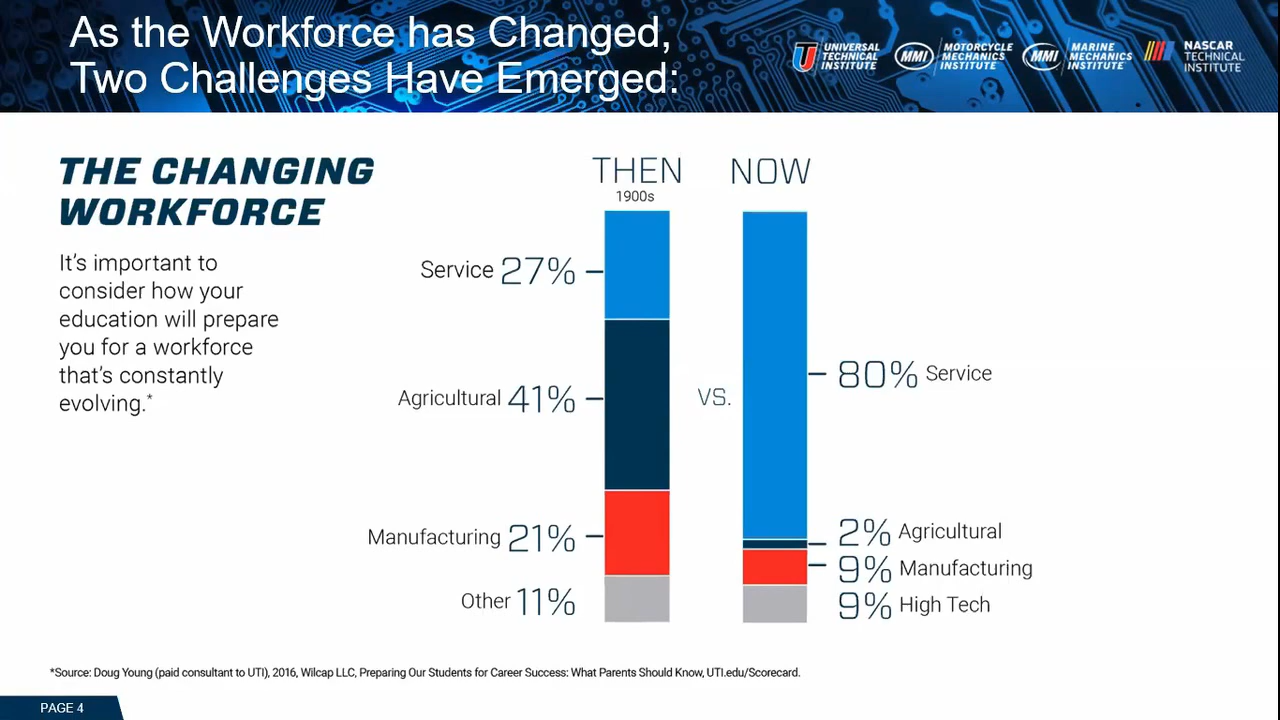 As the Workforce has Changed,
Two Challenges Have Emerged:
UNIVERSAL
TECHNICAL
INSTITUTE
MMI
MOTORCYCLE
MECHANICS
INSTITUTE
MMI
MARINE
MECHANICS
INSTITUTE
NASCAR
TECHNICAL
INSTITUTE
THE CHANGING
WORKFORCE
It's important to
consider how your
education will prepare
you for a workforce
that's constantly
evolving.*
THEN
1900s
NOW
Service 27%
Agricultural 41%
Manufacturing 21%
Other 11%
VS.
80% Service
2% Agricultural
9% Manufacturing
9% High Tech
*Source: Doug Young (paid consultant to UTI), 2016, Wilcap LLC, Preparing Our Students for Career Success: What Parents Should Know, UTI.edu/Scorecard.
PAGE 4